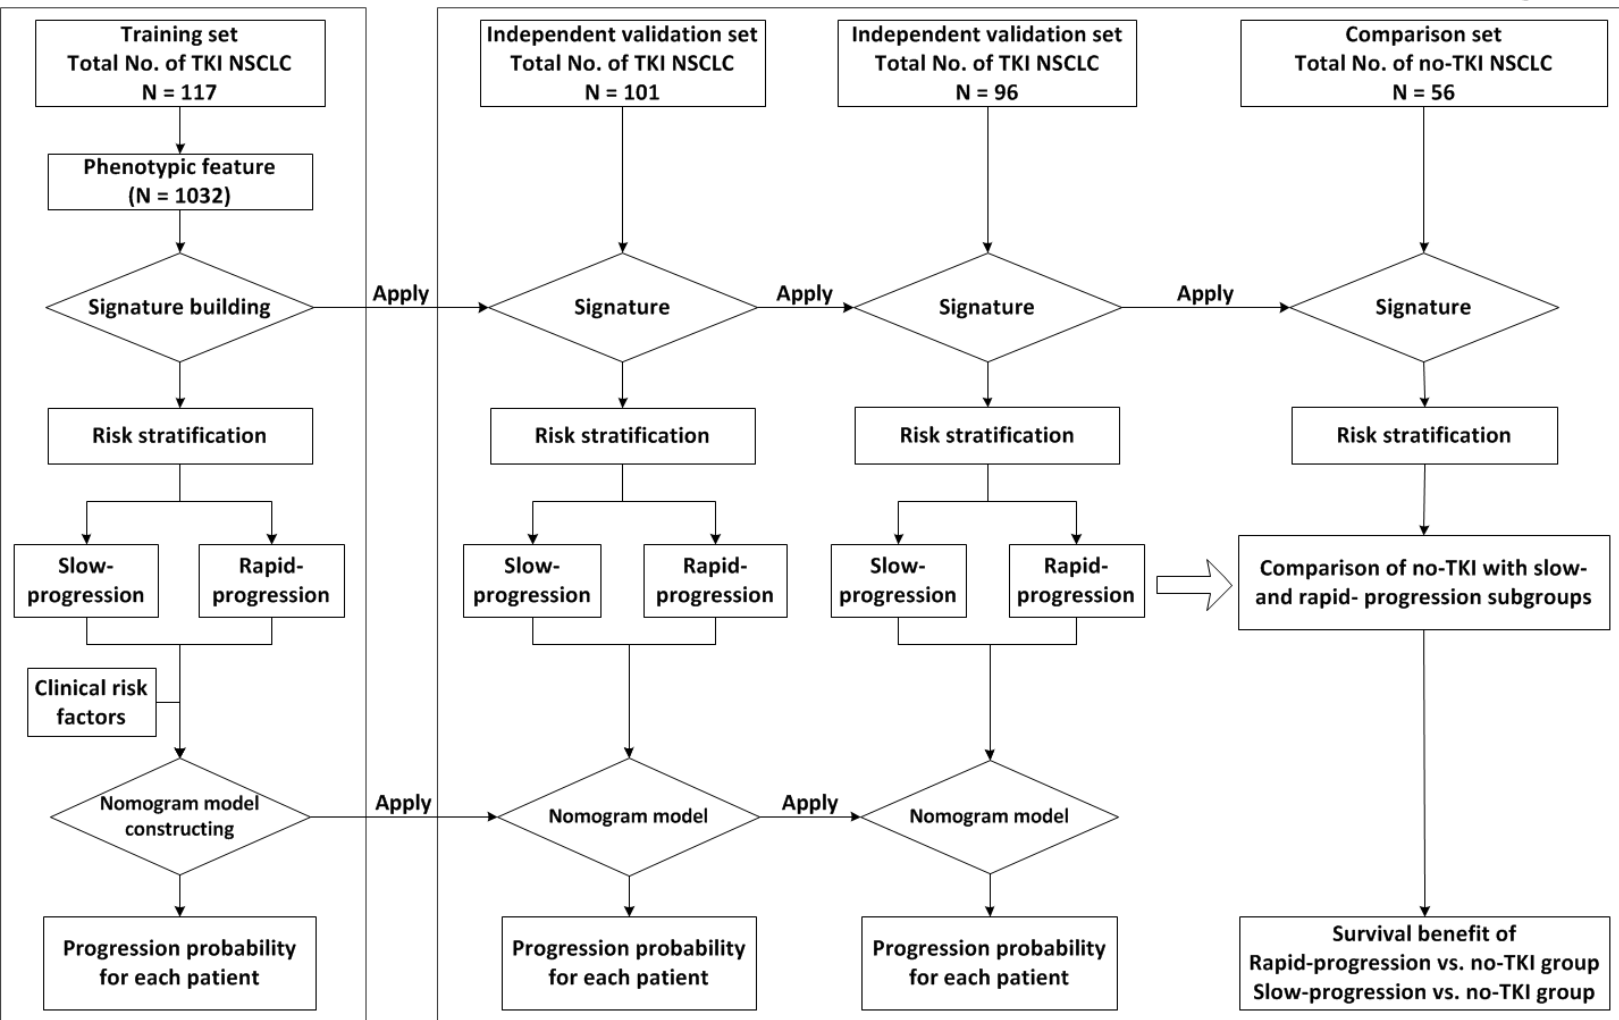 Training set
Total No. of TKI NSCLC
N = 117
Phenotypic feature
(N = 1032)
Signature building
Risk stratification
Slow-
progression
Rapid-
progression
Clinical risk
factors
Nomogram model
constructing
Progression probability
for each patient
Apply
Apply
Independent validation set
Total No. of TKI NSCLC
N = 101
Signature
Risk stratification
Slow-
progression
Rapid-
progression
Nomogram model
Progression probability
for each patient
Apply
Apply
Independent validation set
Total No. of TKI NSCLC
N = 96
Signature
Risk stratification
Slow-
progression
Rapid-
progression
Nomogram model
Progression probability
for each patient
Apply
Comparison set
Total No. of no-TKI NSCLC
N = 56
Signature
Risk stratification
Comparison of no-TKI with slow-
and rapid- progression subgroups
Survival benefit of
Rapid-progression vs. no-TKI group
Slow-progression vs. no-TKI group